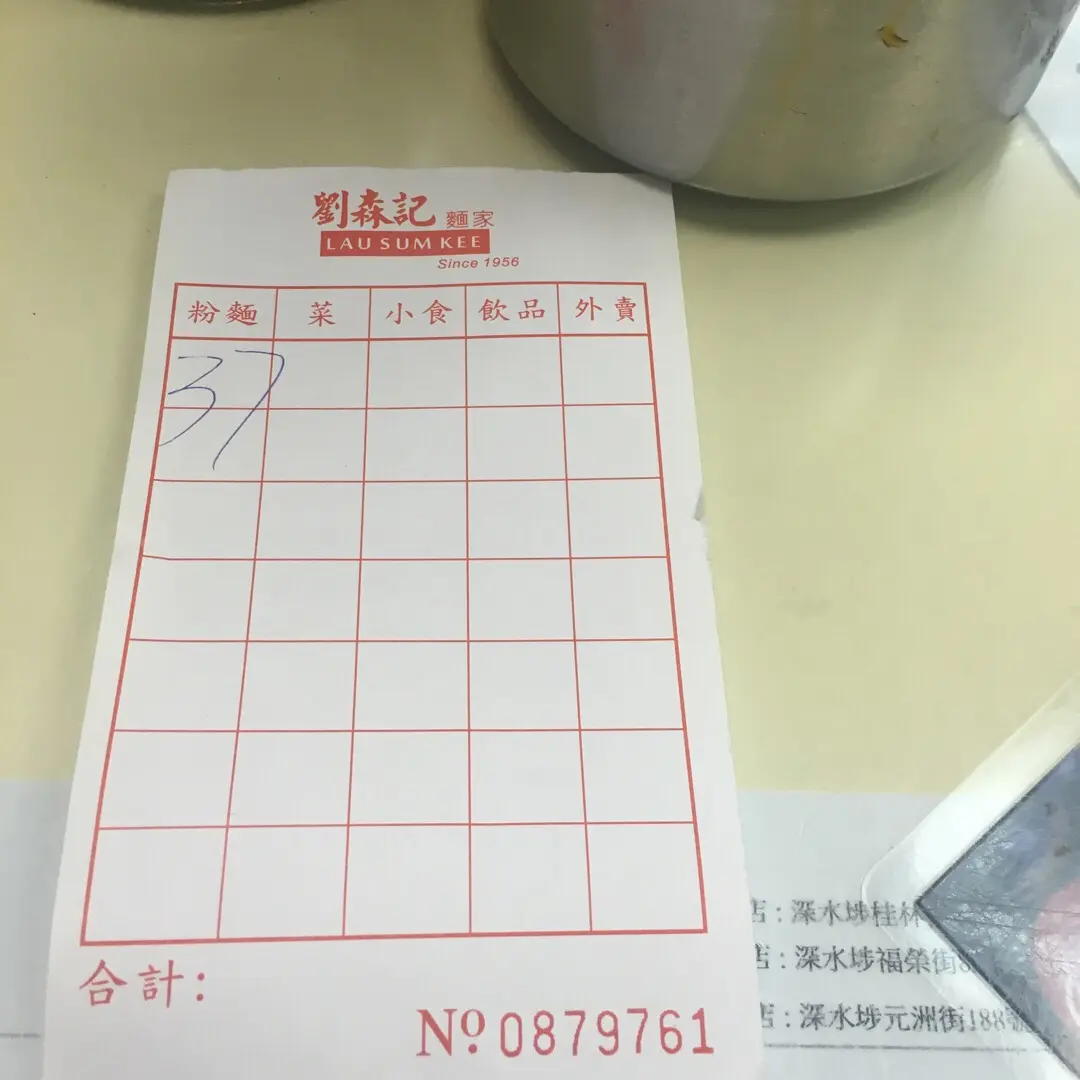 劉森記 麵家
LAU SUM KEE
Since 1956
粉麵 菜 小食 飲品 外賣
37
合計:
Nº 0879761
店:深水埗桂林
店:深水埗福榮街
店:深水埗元洲街188號